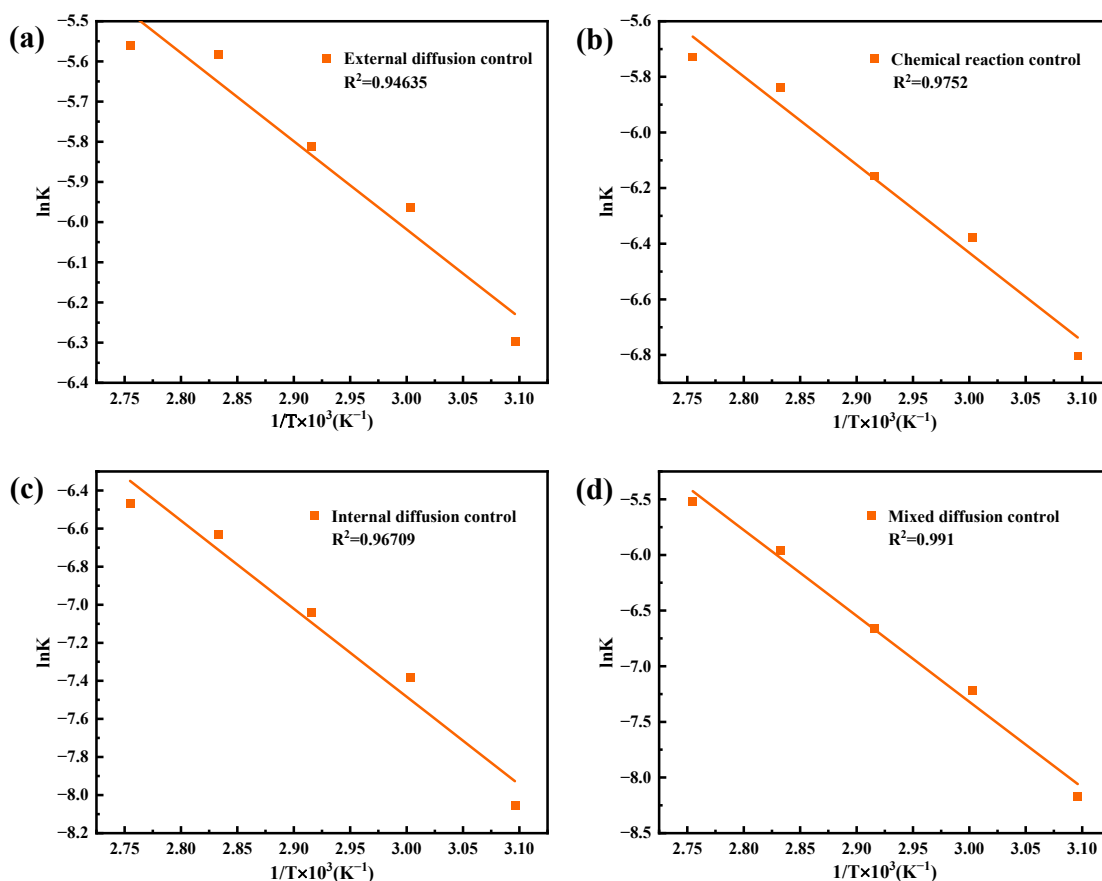 (a)
External diffusion control
R²=0.94635
−5.5
−5.6
−5.7
−5.8
−5.9
−6.0
−6.1
−6.2
−6.3
−6.4
lnK
2.75 2.80 2.85 2.90 2.95 3.00 3.05 3.10
1/T×10³(K⁻¹)
(b)
Chemical reaction control
R²=0.9752
−5.6
−5.8
−6.0
−6.2
−6.4
−6.6
−6.8
lnK
2.75 2.80 2.85 2.90 2.95 3.00 3.05 3.10
1/T×10³(K⁻¹)
(c)
Internal diffusion control
R²=0.96709
−6.4
−6.6
−6.8
−7.0
−7.2
−7.4
−7.6
−7.8
−8.0
−8.2
lnK
2.75 2.80 2.85 2.90 2.95 3.00 3.05 3.10
1/T×10³(K⁻¹)
(d)
Mixed diffusion control
R²=0.991
−5.5
−6.0
−6.5
−7.0
−7.5
−8.0
−8.5
lnK
2.75 2.80 2.85 2.90 2.95 3.00 3.05 3.10
1/T×10³(K⁻¹)